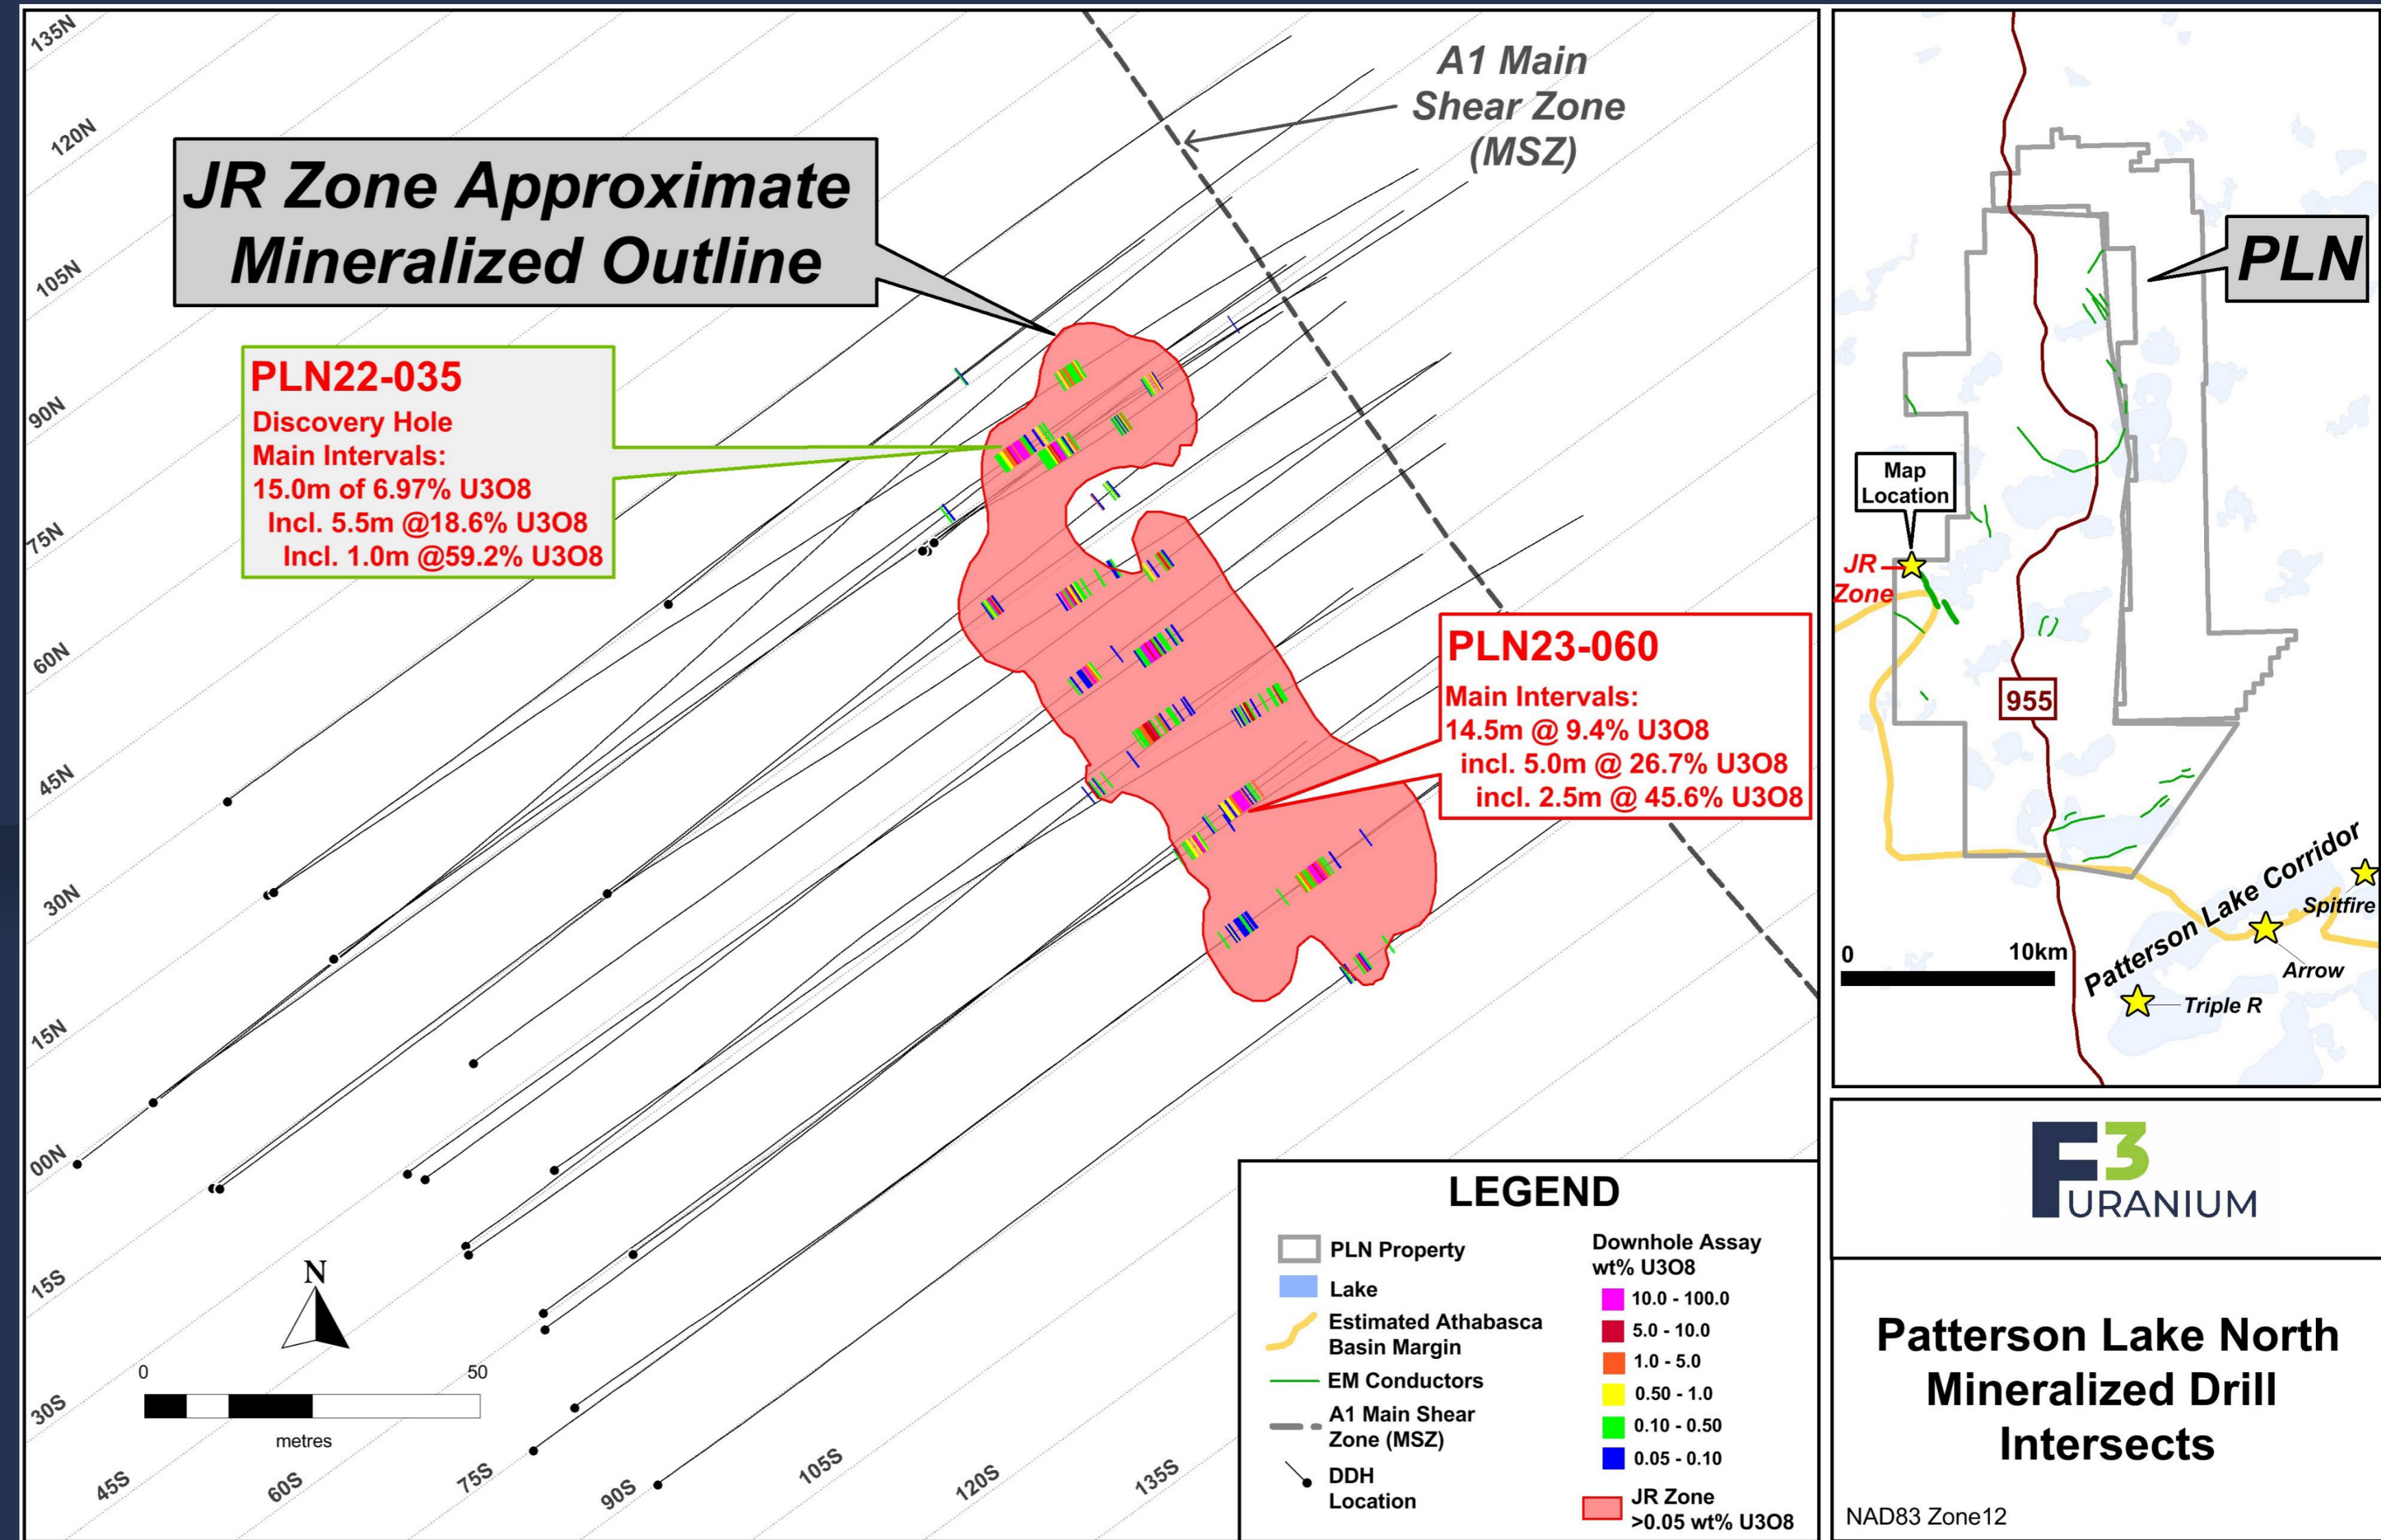 135N
120N
105N
90N
75N
60N
45N
30N
15N
00N
15S
30S
45S
60S
75S
90S
105S
120S
135S
A1 Main
Shear Zone
(MSZ)
JR Zone Approximate
Mineralized Outline
PLN22-035
Discovery Hole
Main Intervals:
15.0m of 6.97% U3O8
Incl. 5.5m @18.6% U3O8
Incl. 1.0m @59.2% U3O8
PLN23-060
Main Intervals:
14.5m @ 9.4% U3O8
incl. 5.0m @ 26.7% U3O8
incl. 2.5m @ 45.6% U3O8
N
0 50
metres
LEGEND
PLN Property
Lake
Estimated Athabasca
Basin Margin
EM Conductors
A1 Main Shear
Zone (MSZ)
DDH
Location
Downhole Assay
wt% U3O8
10.0 - 100.0
5.0 - 10.0
1.0 - 5.0
0.50 - 1.0
0.10 - 0.50
0.05 - 0.10
JR Zone
>0.05 wt% U3O8
PLN
Map
Location
JR
Zone
955
Patterson Lake Corridor
Spitfire
Arrow
Triple R
0 10km
F3
URANIUM
Patterson Lake North
Mineralized Drill
Intersects
NAD83 Zone12